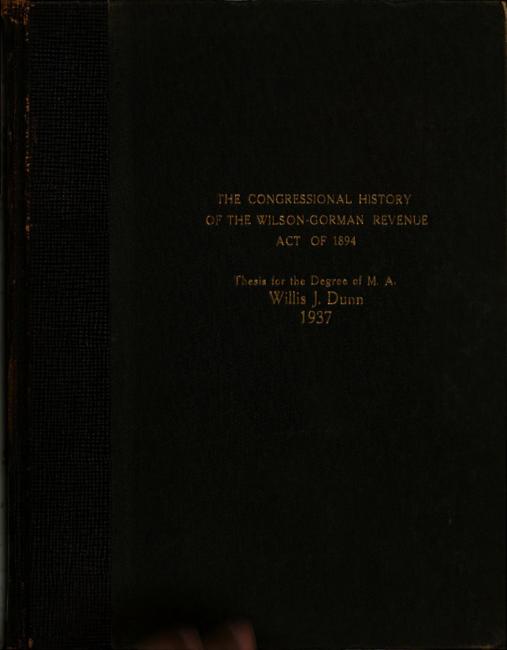 THE CONGRESSIONAL HISTORY
OF THE WILSON-GORMAN REVENUE
ACT OF 1894
Thesis for the Degree of M. A.
Willis J. Dunn
1937